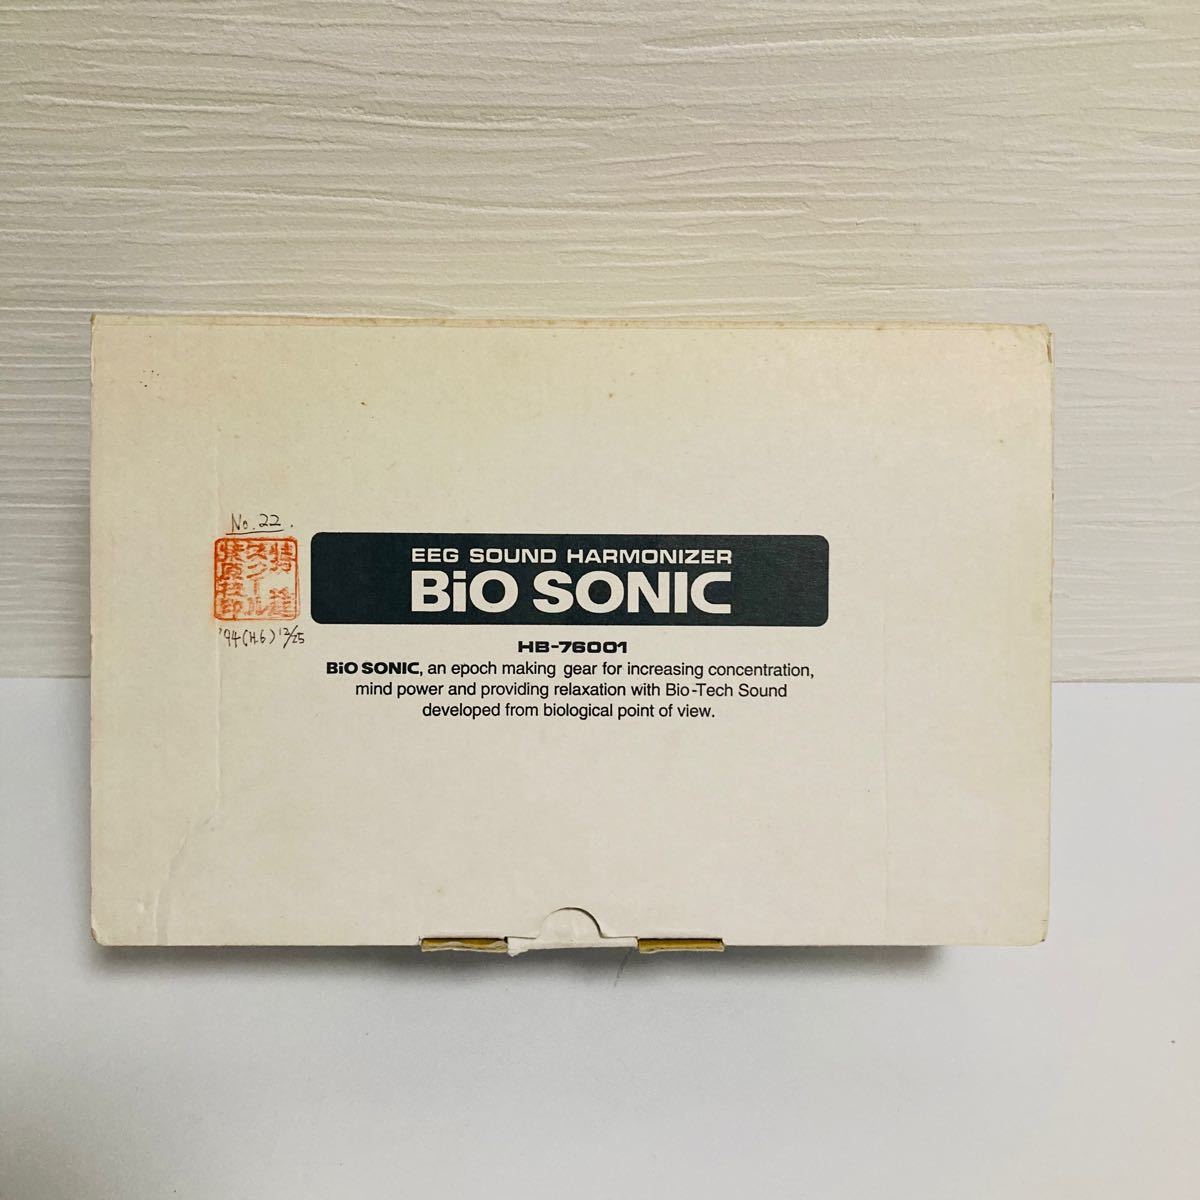 No.22.
'94(H.6)12/25
EEG SOUND HARMONIZER
BiO SONIC
HB-76001
BiO SONIC, an epoch making gear for increasing concentration,
mind power and providing relaxation with Bio-Tech Sound
developed from biological point of view.